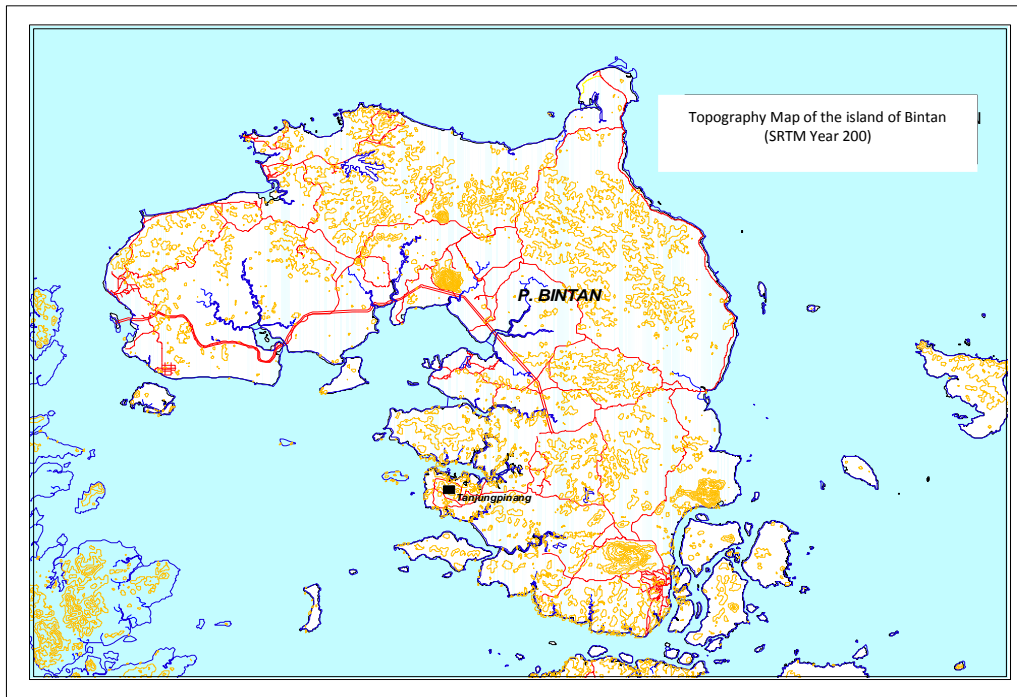 Topography Map of the island of Bintan
(SRTM Year 200)
P. BINTAN
Tanjungpinang